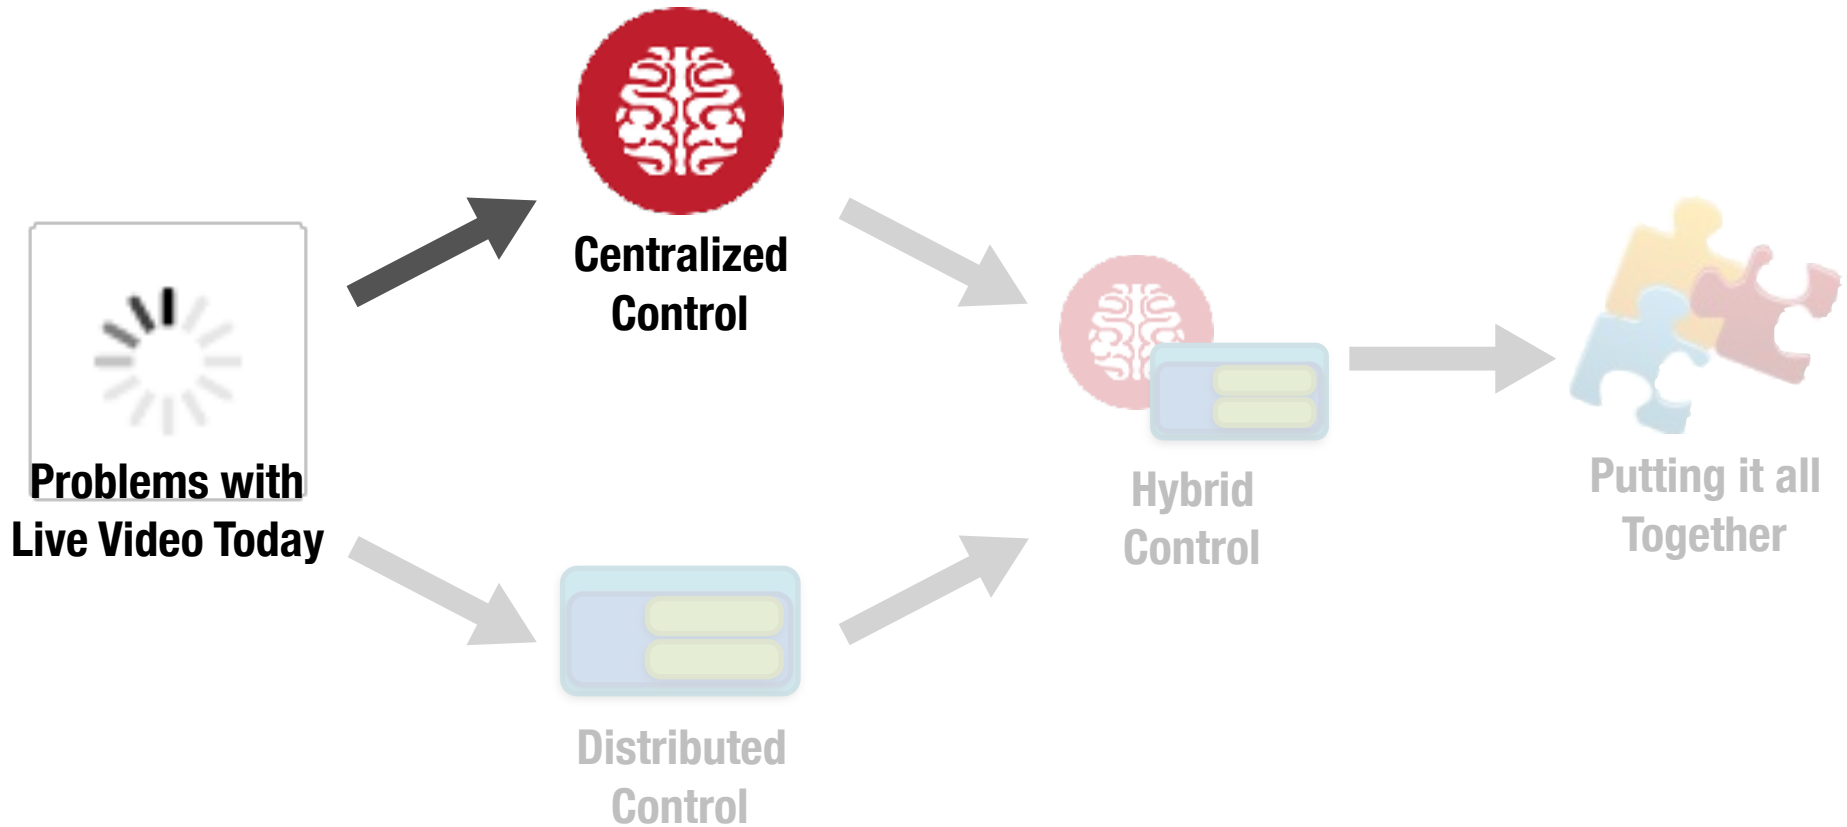 Problems with
Live Video Today
Centralized
Control
Distributed
Control
Hybrid
Control
Putting it all
Together